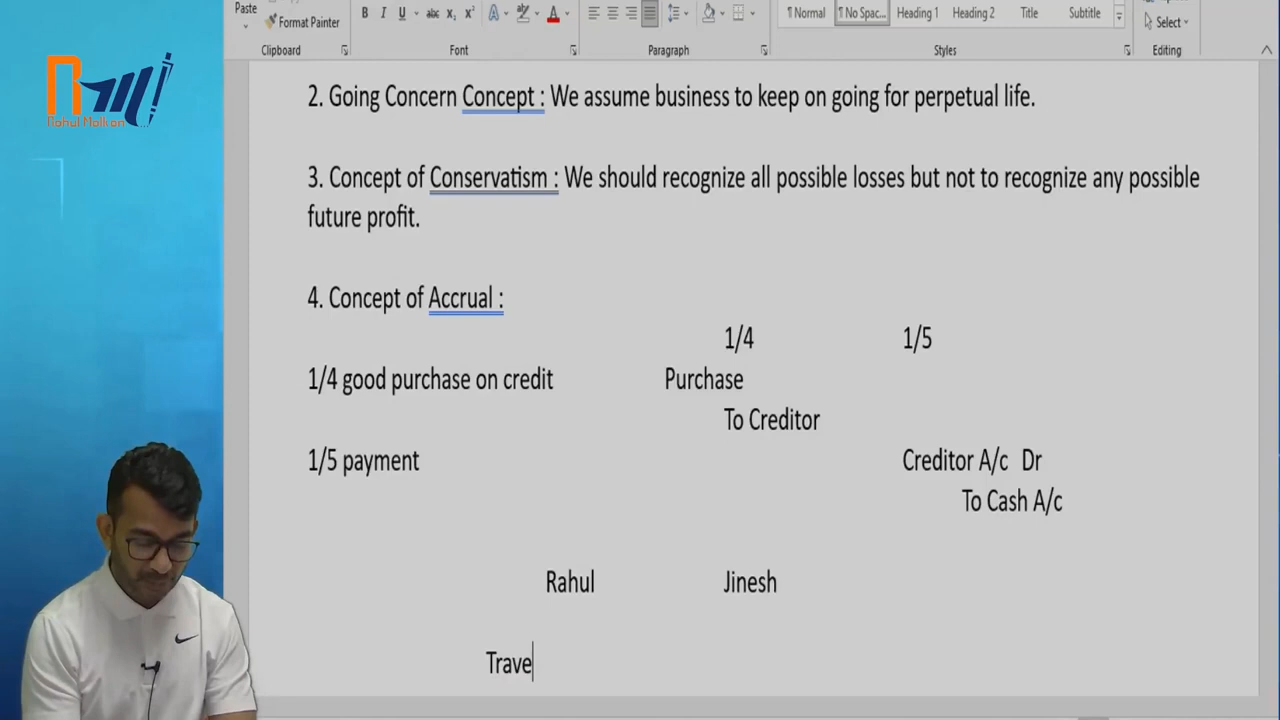 Paste
Format Painter
B I U abc x₂ x² A A
¶ Normal ¶ No Spac... Heading 1 Heading 2 Title Subtitle
Select
Clipboard Font Paragraph Styles Editing
Rahul Malkan
2. Going Concern Concept : We assume business to keep on going for perpetual life.
3. Concept of Conservatism : We should recognize all possible losses but not to recognize any possible
future profit.
4. Concept of Accrual :
1/4 1/5
1/4 good purchase on credit Purchase
To Creditor
1/5 payment Creditor A/c Dr
To Cash A/c
Rahul Jinesh
Trave